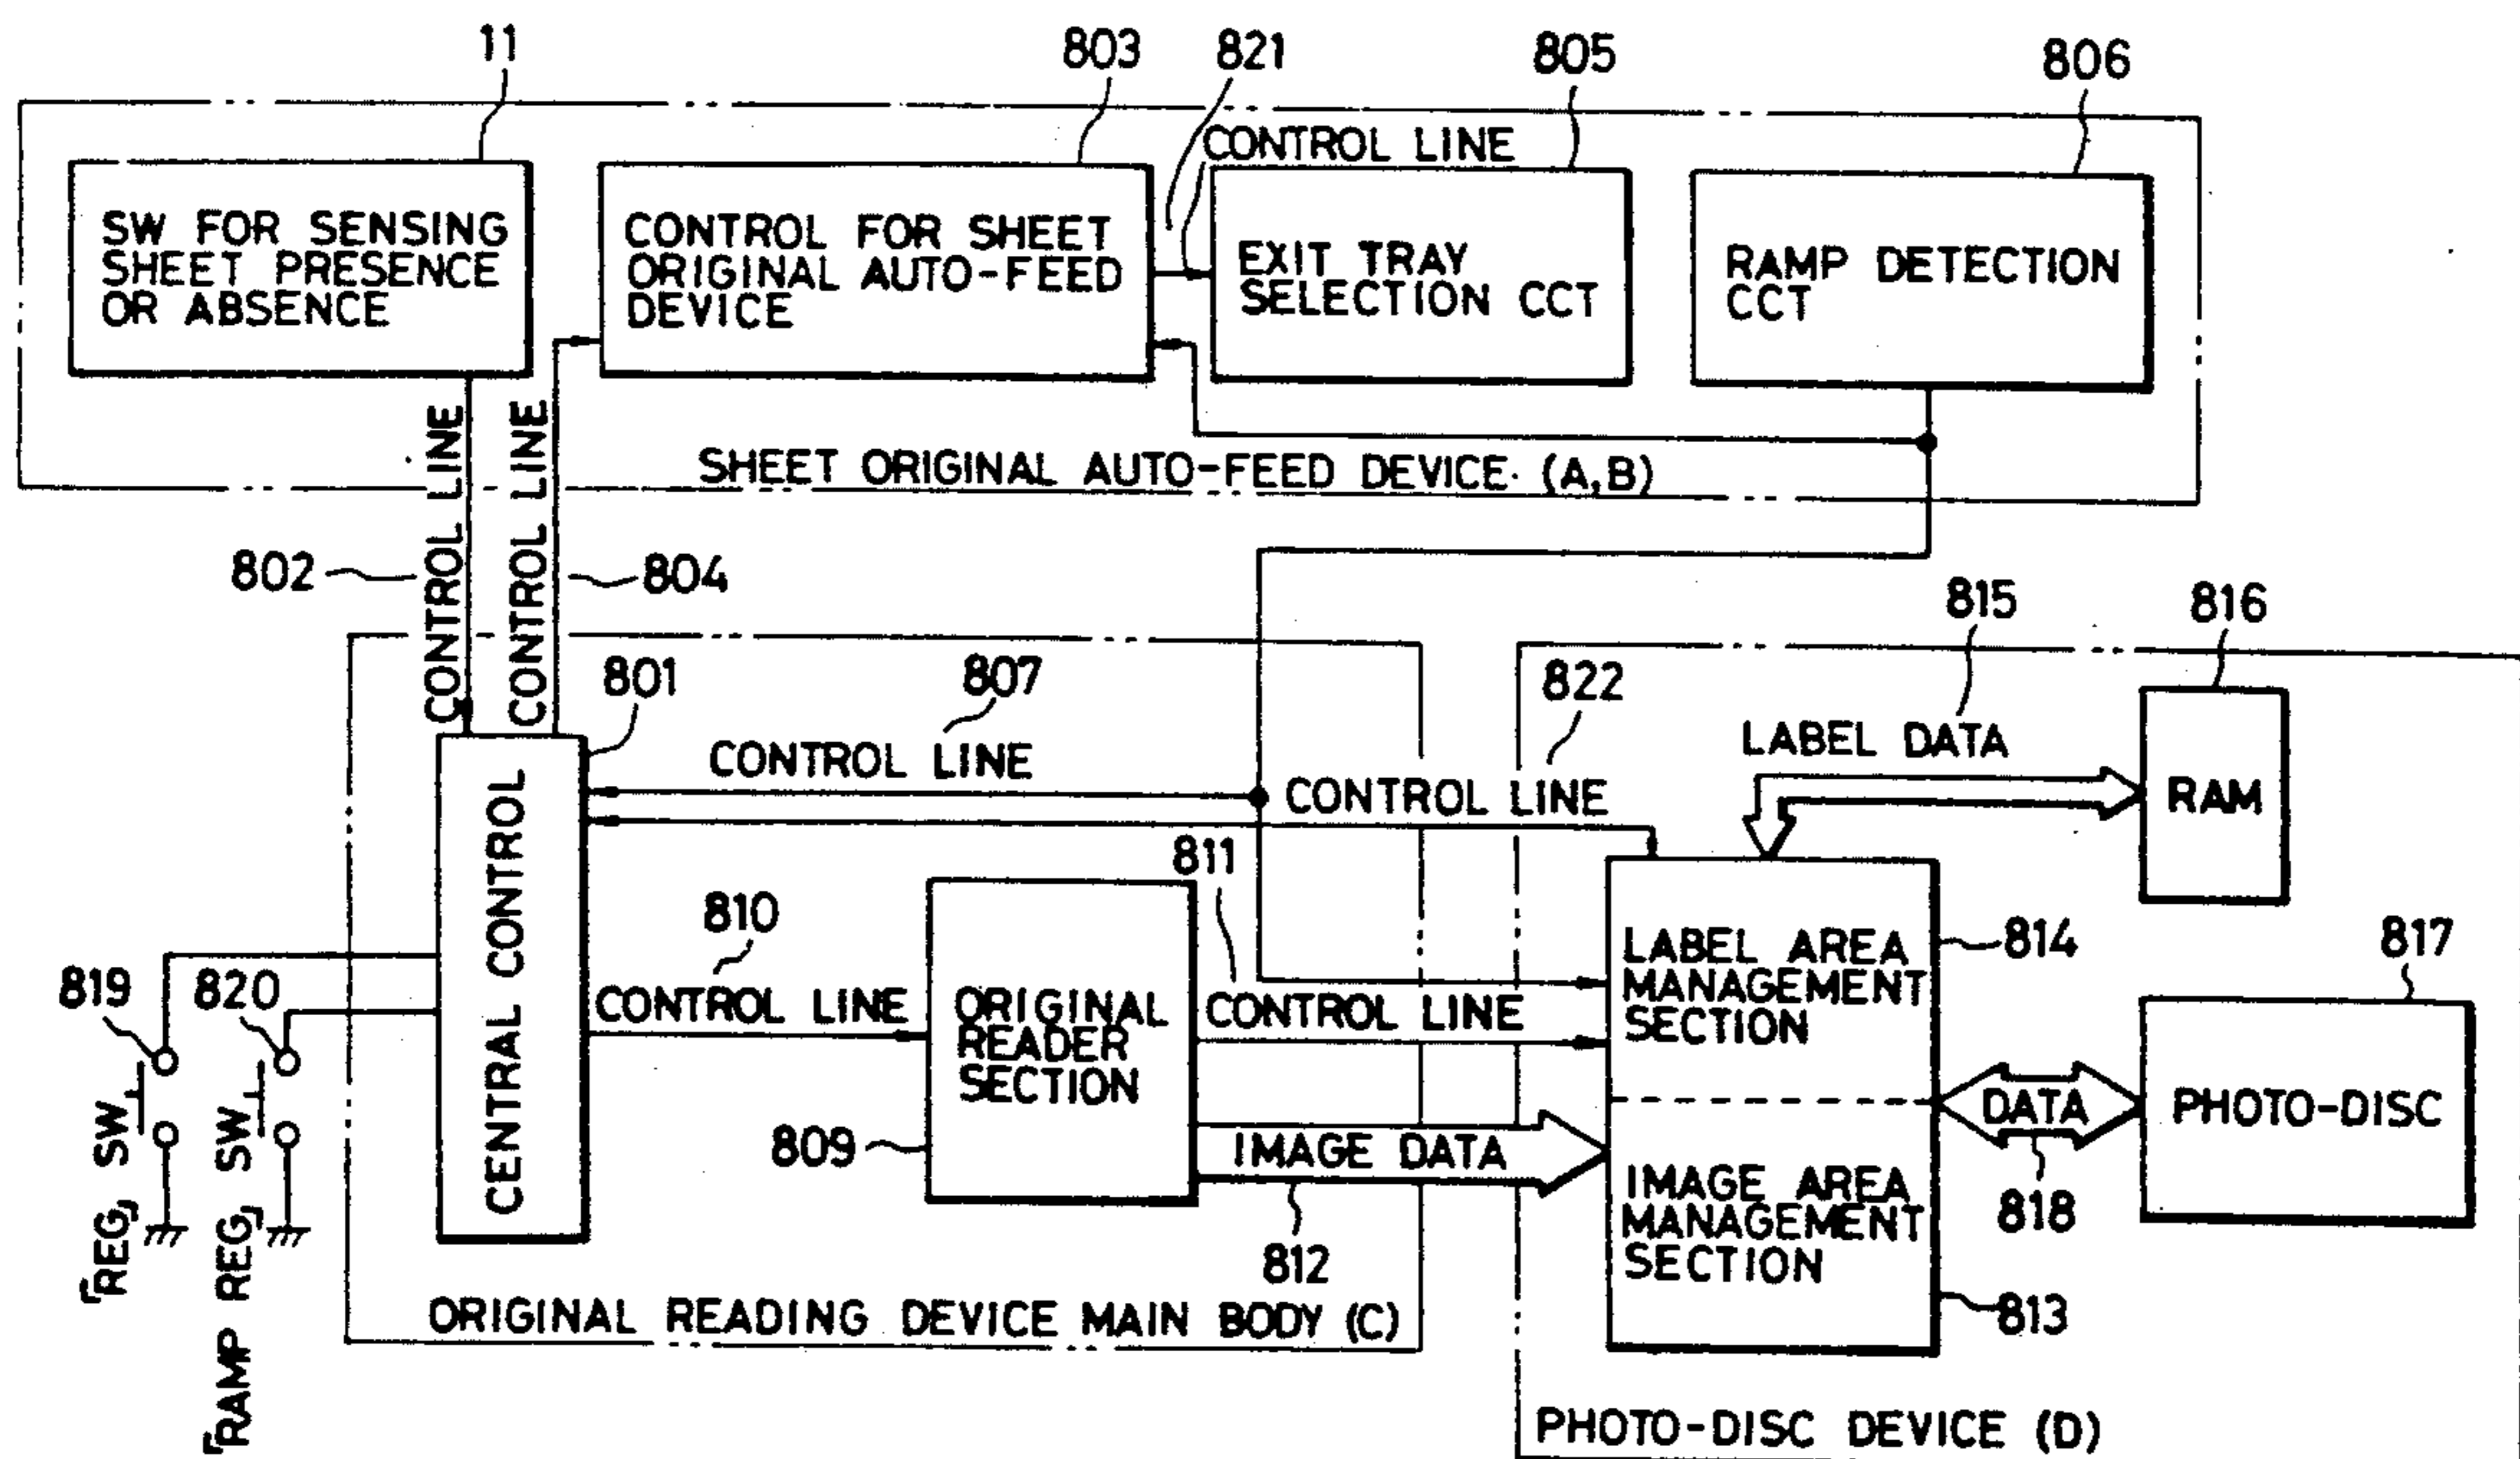 11
803
821
805
806
CONTROL LINE
SW FOR SENSING
SHEET PRESENCE
OR ABSENCE
CONTROL FOR SHEET
ORIGINAL AUTO-FEED
DEVICE
EXIT TRAY
SELECTION CCT
RAMP DETECTION
CCT
SHEET ORIGINAL AUTO-FEED DEVICE (A,B)
CONTROL LINE
CONTROL LINE
802
804
801
807
822
815
816
CONTROL LINE
CONTROL LINE
LABEL DATA
RAM
CENTRAL CONTROL
810
811
CONTROL LINE
ORIGINAL
READER
SECTION
809
CONTROL LINE
IMAGE DATA
812
LABEL AREA
MANAGEMENT
SECTION
814
IMAGE AREA
MANAGEMENT
SECTION
813
817
DATA
818
PHOTO-DISC
819
820
「REG」 SW
「RAMP REG」 SW
ORIGINAL READING DEVICE MAIN BODY (C)
PHOTO-DISC DEVICE (D)